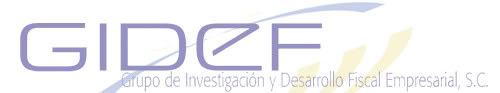 GIDEF
Grupo de Investigación y Desarrollo Fiscal Empresarial, S.C.